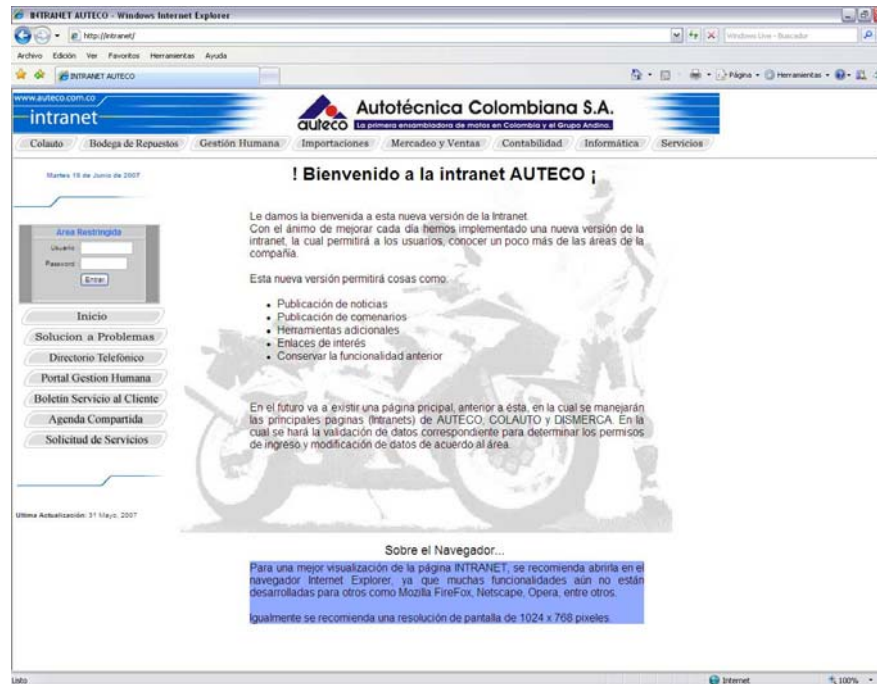 INTRANET AUTECO - Windows Internet Explorer
http://intranet/
Windows Live - Buscador
Archivo Edición Ver Favoritos Herramientas Ayuda
INTRANET AUTECO
Página Herramientas
www.auteco.com.co
intranet
auteco
Autotécnica Colombiana S.A.
La primera ensambladora de motos en Colombia y el Grupo Andino.
Colauto Bodega de Repuestos Gestión Humana Importaciones Mercadeo y Ventas Contabilidad Informática Servicios
de Junio de 2007
! Bienvenido a la intranet AUTECO ¡
Area Restringida
Usuario
Password
Entrar
Inicio
Solucion a Problemas
Directorio Telefónico
Portal Gestion Humana
Boletín Servicio al Cliente
Agenda Compartida
Solicitud de Servicios
Ultima Actualización: 31 Mayo, 2007
Le damos la bienvenida a esta nueva versión de la Intranet.
Con el ánimo de mejorar cada día hemos implementado una nueva versión de la
intranet, la cual permitirá a los usuarios, conocer un poco más de las áreas de la
compañía.
Esta nueva versión permitirá cosas como:
Publicación de noticias
Publicación de comenarios
Herramientas adicionales
Enlaces de interés
Conservar la funcionalidad anterior
En el futuro va a existir una página pricipal, anterior a ésta, en la cual se manejarán
las principales paginas (Intranets) de AUTECO, COLAUTO y DISMERCA. En la
cual se hará la validación de datos correspondiente para determinar los permisos
de ingreso y modificación de datos de acuerdo al área.
Sobre el Navegador...
Para una mejor visualización de la página INTRANET, se recomienda abrirla en el
navegador Internet Explorer, ya que muchas funcionalidades aún no están
desarrolladas para otros como Mozilla FireFox, Netscape, Opera, entre otros.
Igualmente se recomienda una resolución de pantalla de 1024 x 768 pixeles.
Listo
Internet
100%